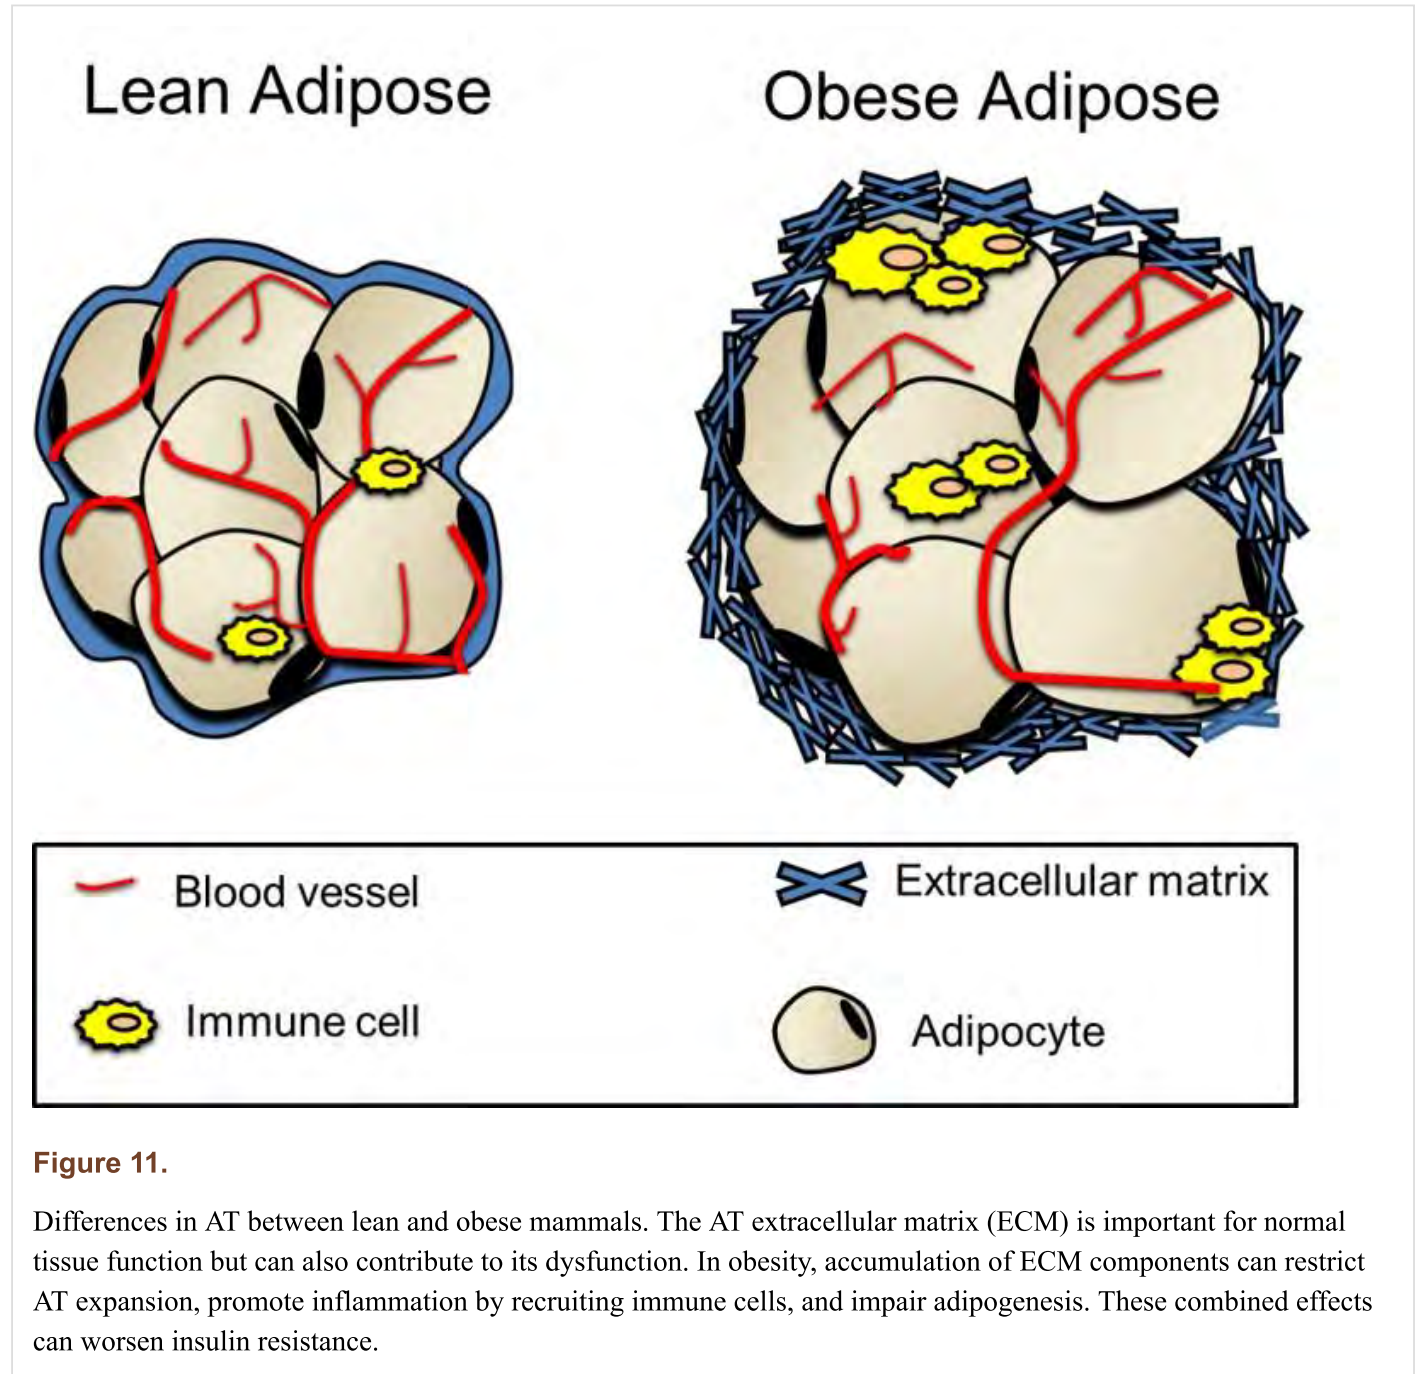 Lean Adipose
Obese Adipose
Blood vessel
Extracellular matrix
Immune cell
Adipocyte
Figure 11.
Differences in AT between lean and obese mammals. The AT extracellular matrix (ECM) is important for normal
tissue function but can also contribute to its dysfunction. In obesity, accumulation of ECM components can restrict
AT expansion, promote inflammation by recruiting immune cells, and impair adipogenesis. These combined effects
can worsen insulin resistance.